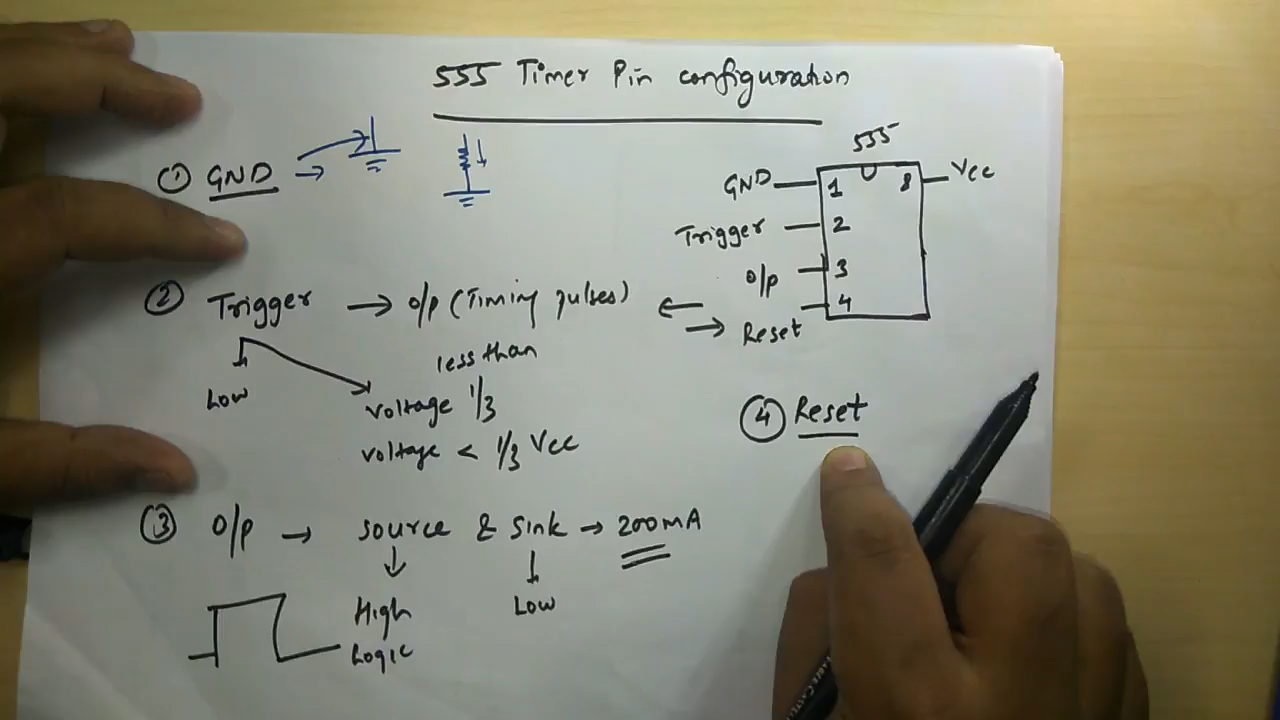 555 Timer Pin configuration
① GND →
555
GND 1 8 Vcc
Trigger 2
O/p 3
Reset 4
② Trigger → O/p (Timing pulses)
Low
less than
voltage 1/3
voltage < 1/3 Vcc
③ O/p → source & Sink → 200mA
High
Logic
Low
④ Reset